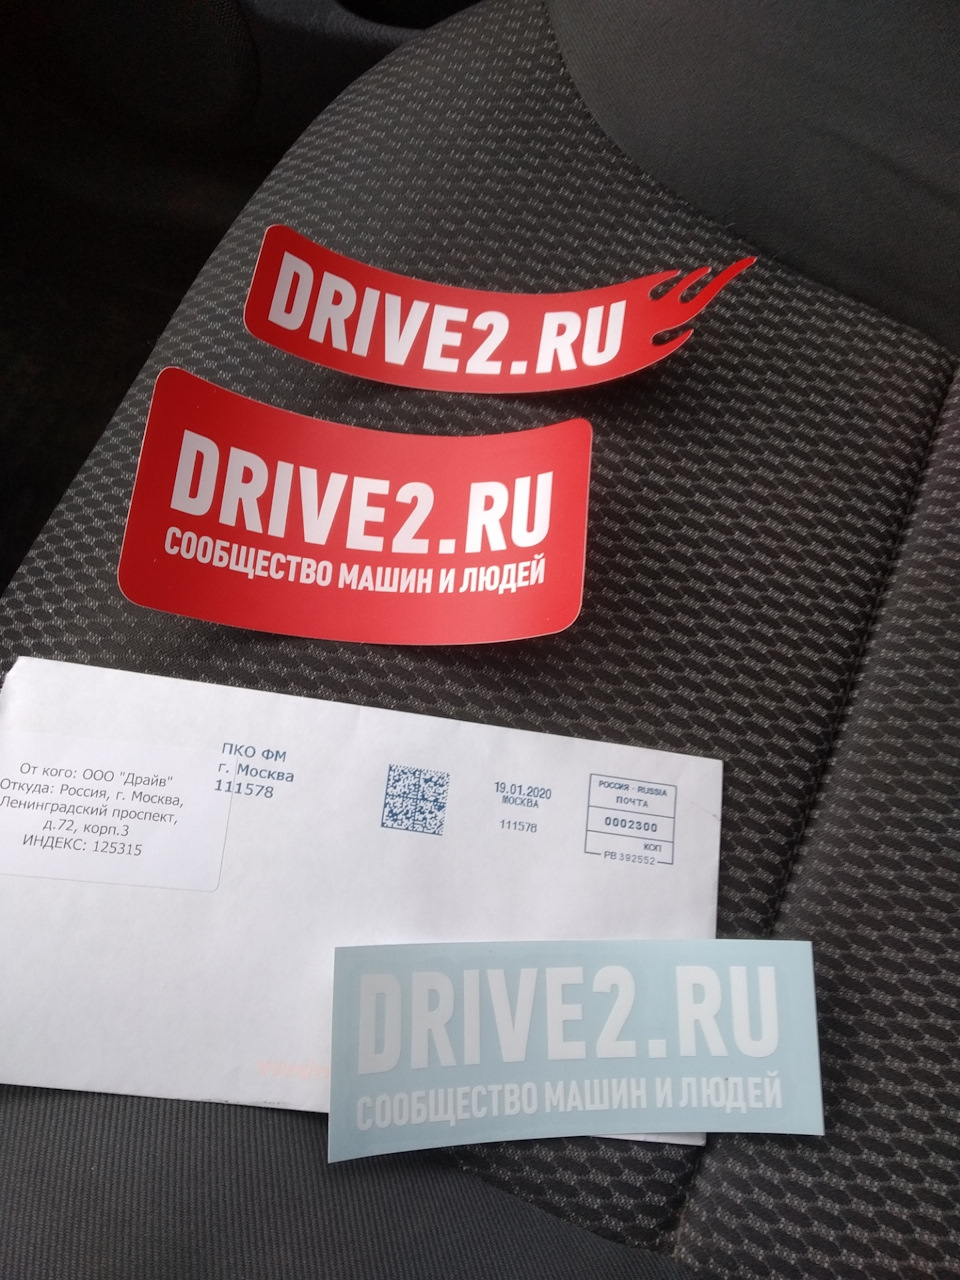 DRIVE2.RU
DRIVE2.RU
СООБЩЕСТВО МАШИН И ЛЮДЕЙ
От кого: ООО "Драйв"
Откуда: Россия, г. Москва,
Ленинградский проспект,
д.72, корп.3
ИНДЕКС: 125315
ПКО ФМ
г. Москва
111578
19.01.2020
МОСКВА
111578
РОССИЯ - RUSSIA
ПОЧТА
0002300
КОП
РВ 392552
DRIVE2.RU
СООБЩЕСТВО МАШИН И ЛЮДЕЙ